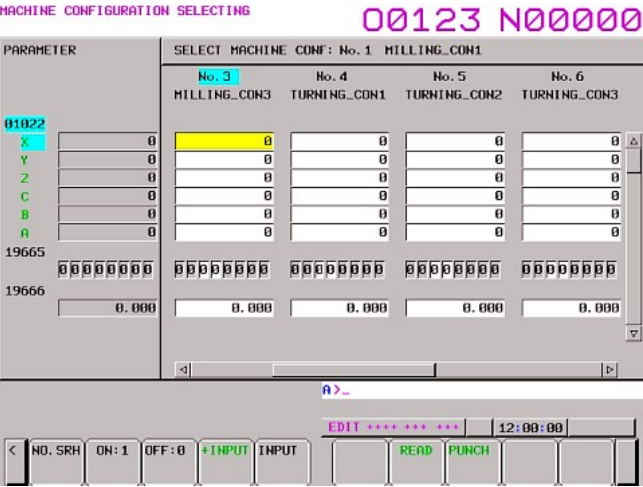 MACHINE CONFIGURATION SELECTING
O0123 N00000
PARAMETER
SELECT MACHINE CONF: No.1 MILLING_CON1
No.3 No.4 No.5 No.6
MILLING_CON3 TURNING_CON1 TURNING_CON2 TURNING_CON3
01022
X 0 0 0 0 0
Y 0 0 0 0 0
Z 0 0 0 0 0
C 0 0 0 0 0
B 0 0 0 0 0
A 0 0 0 0 0
19665
00000000 00000000 00000000 00000000 00000000
19666
0.000 0.000 0.000 0.000 0.000
A>_
EDIT ++++ +++ +++ 12:00:00
< NO.SRH ON:1 OFF:0 +INPUT INPUT READ PUNCH